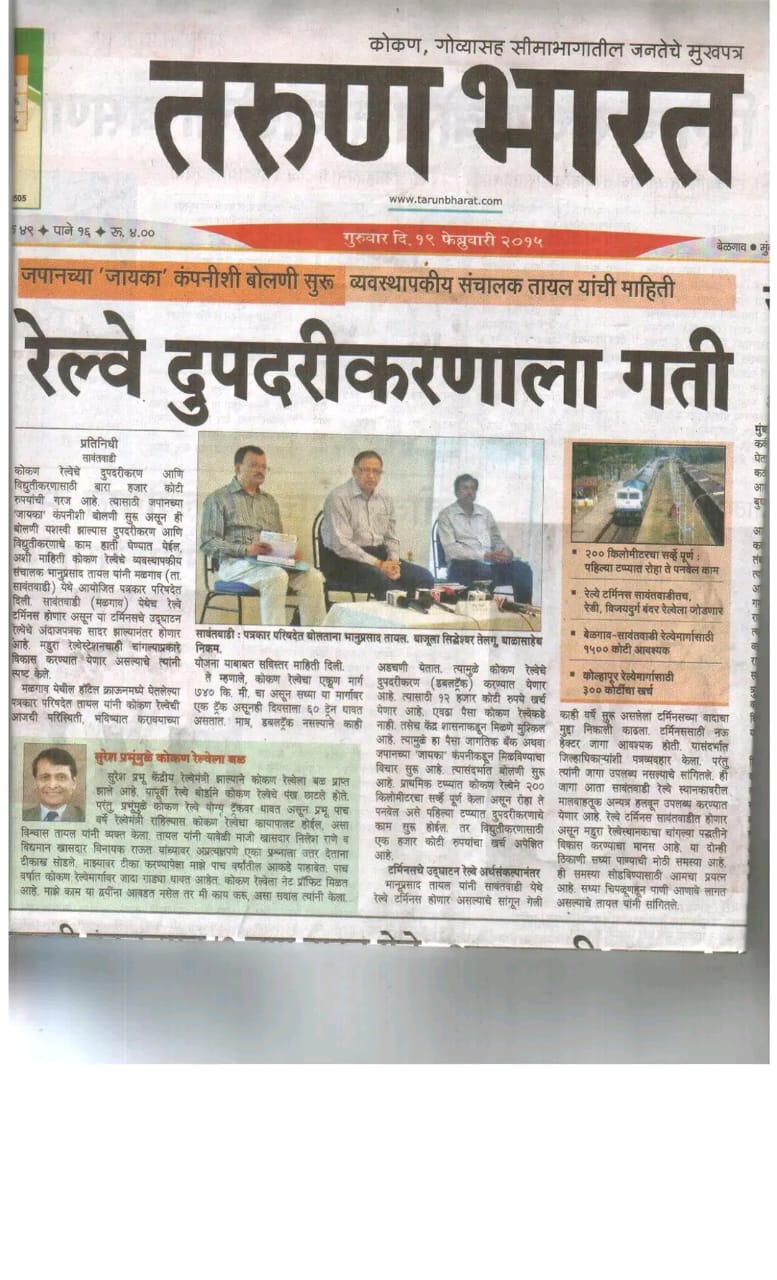 कोकण, गोव्यासह सीमाभागातील जनतेचे मुखपत्र
तरुण भारत
www.tarunbharat.com
505
४९ ✦ पाने १६ ✦ रू. ४.००
गुरुवार दि. १९ फेब्रुवारी २०१५
बेळगाव ●
जपानच्या 'जायका' कंपनीशी बोलणी सुरू व्यवस्थापकीय संचालक तायल यांची माहिती
रेल्वे दुपदरीकरणाला गती
प्रतिनिधी
सावंतवाडी
कोकण रेल्वेचे दुपदरीकरण आणि
विद्युतीकरणासाठी बारा हजार कोटी
रुपयांची गरज आहे. त्यासाठी जपानच्या
'जायका' कंपनीशी बोलणी सुरू असून ही
बोलणी यशस्वी झाल्यास दुपदरीकरण आणि
विद्युतीकरणाचे काम हाती घेण्यात येईल,
अशी माहिती कोकण रेल्वेचे व्यवस्थापकीय
संचालक भानुप्रसाद तायल यांनी मळगाव (ता.
सावंतवाडी) येथे आयोजित पत्रकार परिषदेत
दिली. सावंतवाडी (मळगाव) येथेच रेल्वे
टर्मिनस होणार असून या टर्मिनसचे उद्घाटन
रेल्वेचे अंदाजपत्रक सादर झाल्यानंतर होणार
आहे. मडुरा रेल्वेस्टेशनचाही चांगल्याप्रकारे
विकास करण्यात येणार असल्याचे त्यांनी
स्पष्ट केले.
मळगाव येथील हॉटेल क्राऊनमध्ये घेतलेल्या
पत्रकार परिषदेत तायल यांनी कोकण रेल्वेची
आजची परिस्थिती, भविष्यात करावयाच्या
सावंतवाडी : पत्रकार परिषदेत बोलताना भानुप्रसाद तायल. बाजूला सिद्धेश्वर तेलगू, बाळासाहेब
निकम.
योजना याबाबत सविस्तर माहिती दिली.
ते म्हणाले, कोकण रेल्वेचा एकूण मार्ग
७४० कि. मी. चा असून सध्या या मार्गावर
एक ट्रॅक असूनही दिवसाला ६० ट्रेन धावत
असतात. मात्र, डबलट्रॅक नसल्याने काही
अडचणी येतात. त्यामुळे कोकण रेल्वेचे
दुपदरीकरण (डबलट्रॅक) करण्यात येणार
आहे. त्यासाठी १२ हजार कोटी रुपये खर्च
येणार आहे. एवढा पैसा कोकण रेल्वेकडे
नाही. तसेच केंद्र शासनाकडून मिळणे मुश्किल
आहे. त्यामुळे हा पैसा जागतिक बँक अथवा
जपानच्या 'जायका' कंपनीकडून मिळविण्याचा
विचार सुरू आहे. त्यासंदर्भात बोलणी सुरू
आहे. प्राथमिक टप्प्यात कोकण रेल्वेने २००
किलोमीटरचा सर्व्हे पूर्ण केला असून रोहा ते
पनवेल असे पहिल्या टप्प्यात दुपदरीकरणाचे
काम सुरू होईल. तर विद्युतीकरणासाठी
एक हजार कोटी रुपयांचा खर्च अपेक्षित
आहे.
टर्मिनसचे उद्घाटन रेल्वे अर्थसंकल्पानंतर
भानुप्रसाद तायल यांनी सावंतवाडी येथे
रेल्वे टर्मिनस होणार असल्याचे सांगून गेली
▪ २०० किलोमीटरचा सर्व्हे पूर्ण :
पहिल्या टप्प्यात रोहा ते पनवेल काम
▪ रेल्वे टर्मिनस सावंतवाडीतच,
रेडी, विजयदुर्ग बंदर रेल्वेला जोडणार
▪ बेळगाव-सावंतवाडी रेल्वेमार्गासाठी
१५०० कोटी आवश्यक
▪ कोल्हापूर रेल्वेमार्गासाठी
३०० कोटींचा खर्च
काही वर्षे सुरू असलेला टर्मिनसच्या वादाचा
मुद्दा निकाली काढला. टर्मिनससाठी नऊ
हेक्टर जागा आवश्यक होती. यासंदर्भात
जिल्हाधिकाऱ्यांशी पत्रव्यवहार केला. परंतु
त्यांनी जागा उपलब्ध नसल्याचे सांगितले. ही
जागा आता सावंतवाडी रेल्वे स्थानकावरील
मालवाहतूक अन्यत्र हलवून उपलब्ध करण्यात
येणार आहे. रेल्वे टर्मिनस सावंतवाडीत होणार
असून मडुरा रेल्वेस्थानकाचा चांगल्या पद्धतीने
विकास करण्याचा मानस आहे. या दोन्ही
ठिकाणी सध्या पाण्याची मोठी समस्या आहे.
ही समस्या सोडविण्यासाठी आमचा प्रयत्न
आहे. सध्या चिपळूणहून पाणी आणावे लागत
असल्याचे तायल यांनी सांगितले.
सुरेश प्रभूंमुळे कोकण रेल्वेला बळ
सुरेश प्रभू केंद्रीय रेल्वेमंत्री झाल्याने कोकण रेल्वेला बळ प्राप्त
झाले आहे. यापूर्वी रेल्वे बोर्डाने कोकण रेल्वेचे पंख छाटले होते.
परंतु, प्रभूंमुळे कोकण रेल्वे योग्य ट्रॅकवर धावत असून प्रभू पाच
वर्षे रेल्वेमंत्री राहिल्यास कोकण रेल्वेचा कायापालट होईल, असा
विश्वास तायल यांनी व्यक्त केला. तायल यांनी यावेळी माजी खासदार निलेश राणे व
विद्यमान खासदार विनायक राऊत यांच्यावर अप्रत्यक्षपणे एका प्रश्नाला उत्तर देताना
टीकास्त्र सोडले. माझ्यावर टीका करण्यापेक्षा माझे पाच वर्षातील आकडे पाहावेत. पाच
वर्षात कोकण रेल्वेमार्गावर जादा गाड्या धावत आहेत. कोकण रेल्वेला नेट प्रॉफिट मिळत
आहे. माझे काम या द्वयींना आवडत नसेल तर मी काय करू, असा सवाल त्यांनी केला.